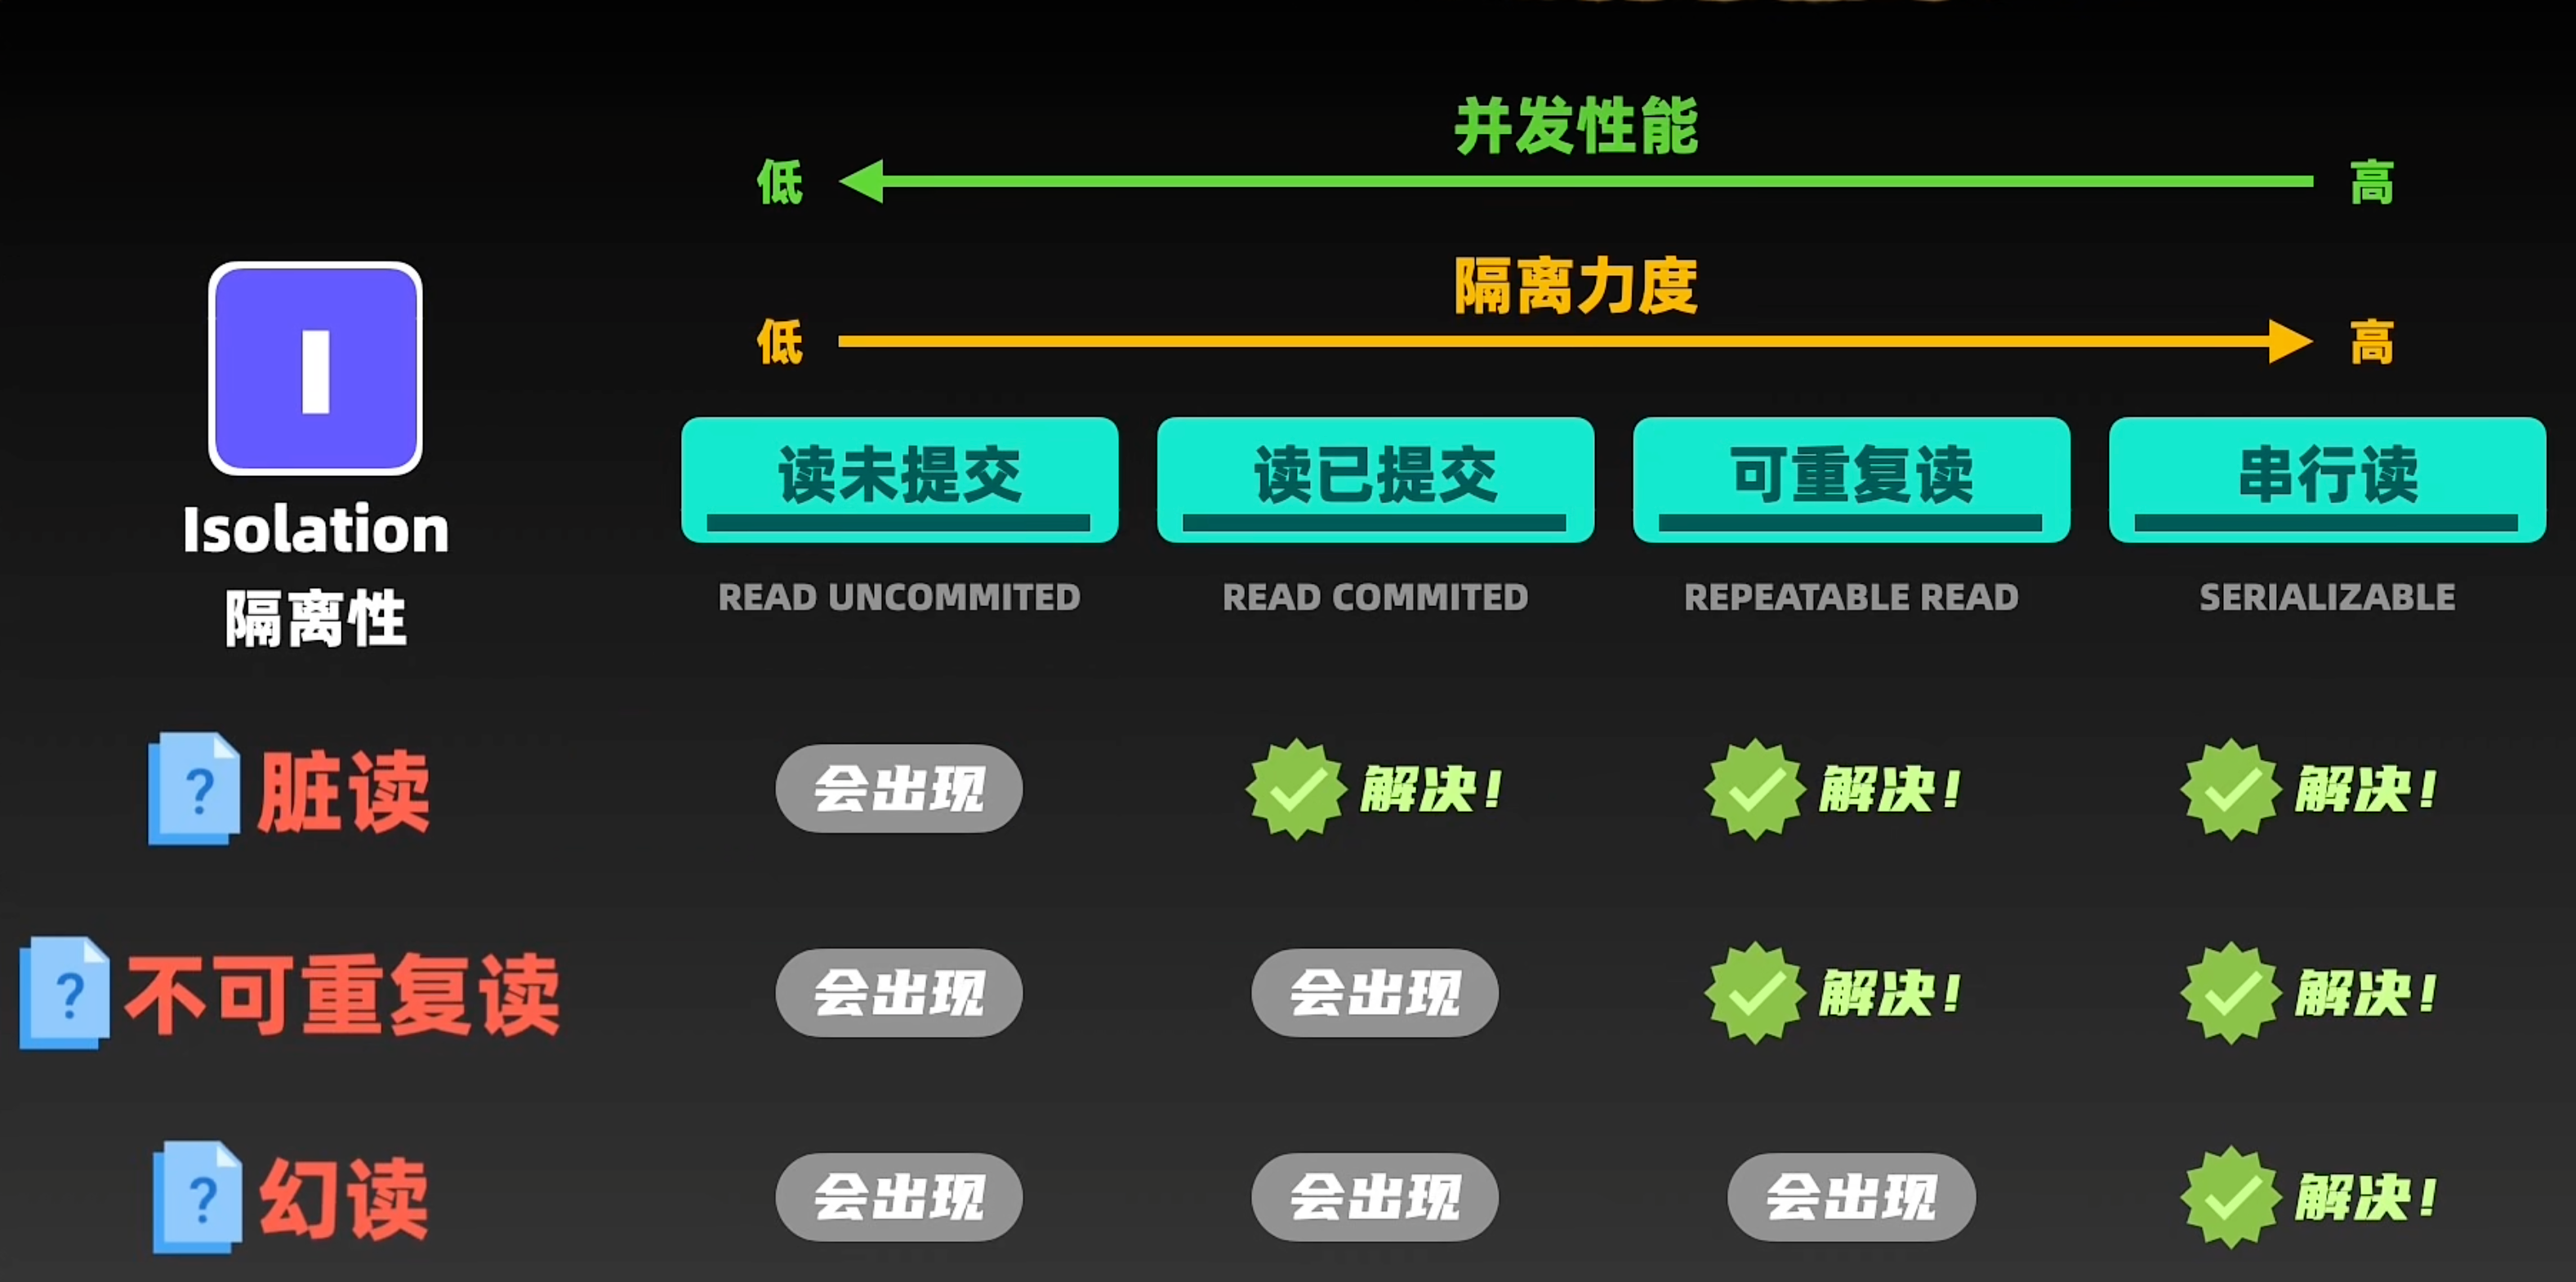 并发性能
低 高
隔离力度
低 高
I
Isolation
隔离性
读未提交 读已提交 可重复读 串行读
READ UNCOMMITED READ COMMITED REPEATABLE READ SERIALIZABLE
? 脏读 会出现 解决! 解决! 解决!
? 不可重复读 会出现 会出现 解决! 解决!
? 幻读 会出现 会出现 会出现 解决!